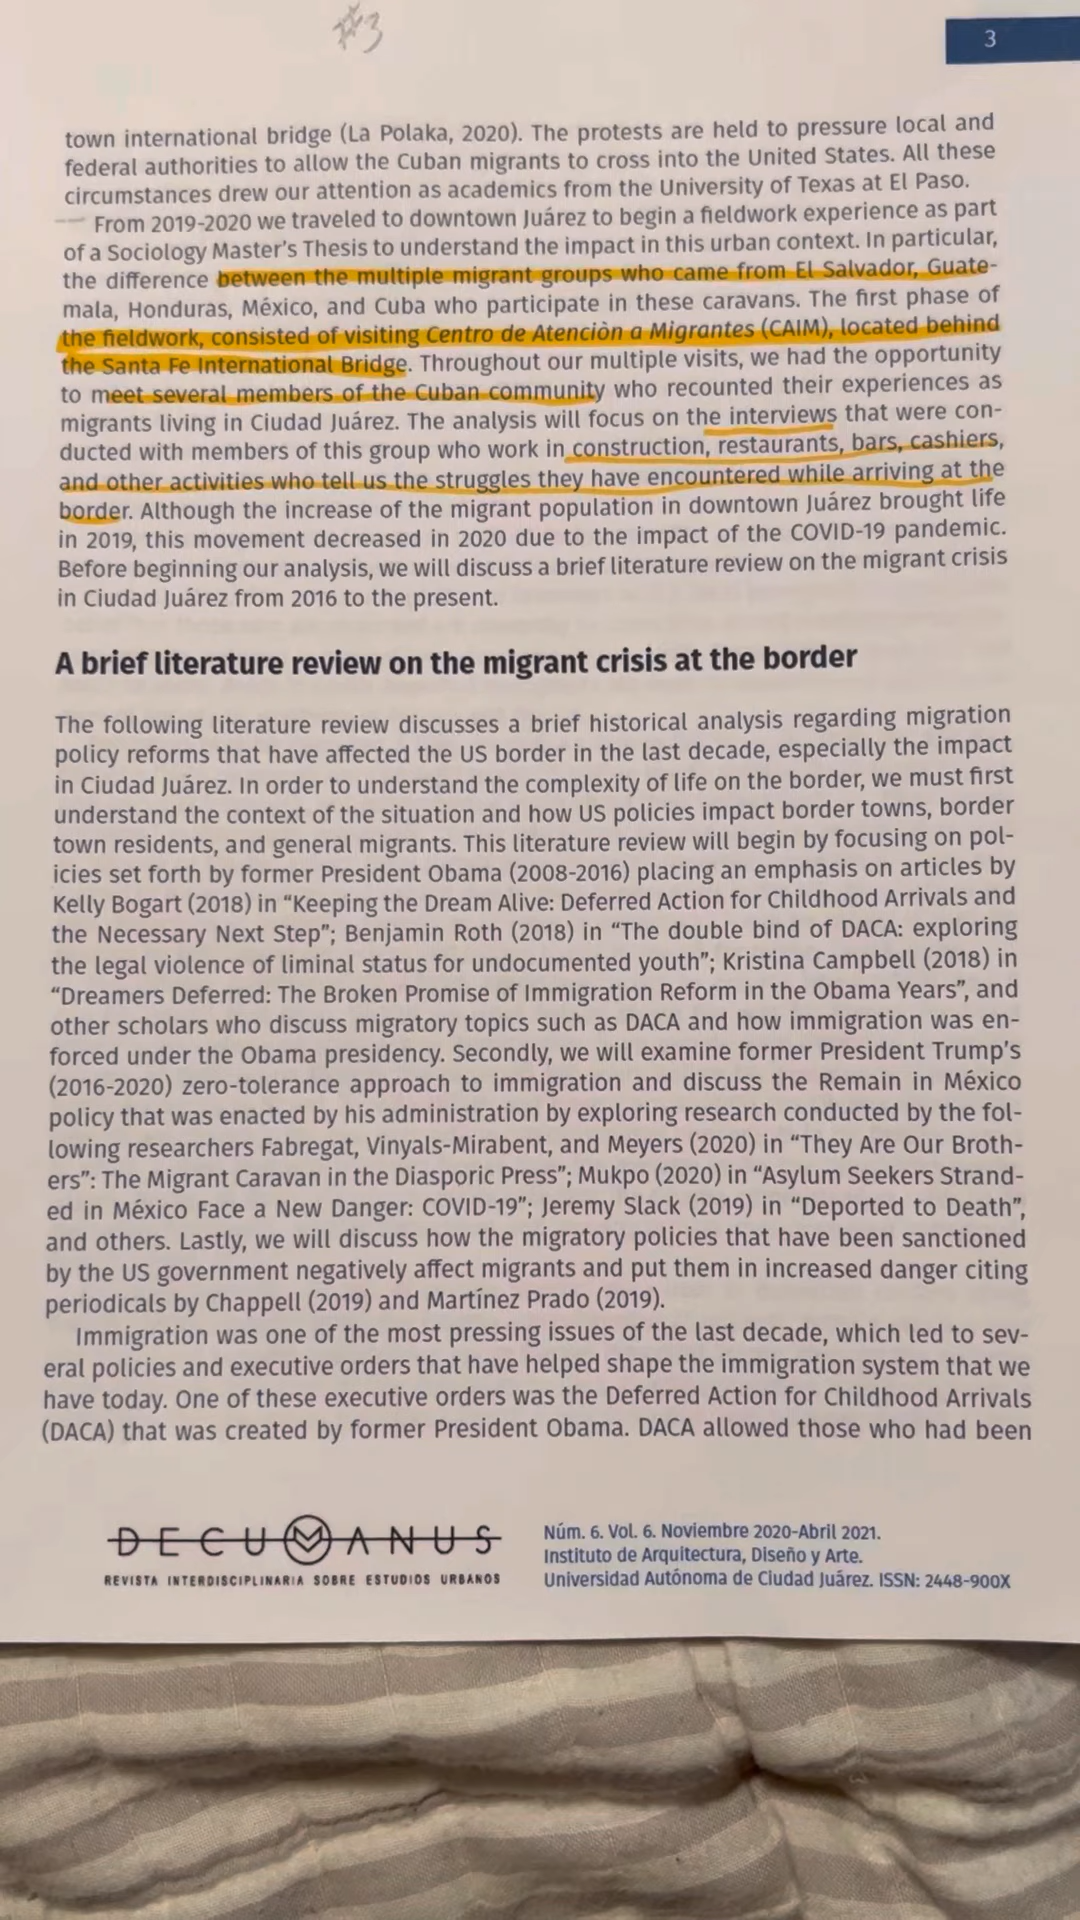 #3
3
town international bridge (La Polaka, 2020). The protests are held to pressure local and
federal authorities to allow the Cuban migrants to cross into the United States. All these
circumstances drew our attention as academics from the University of Texas at El Paso.
From 2019-2020 we traveled to downtown Juárez to begin a fieldwork experience as part
of a Sociology Master’s Thesis to understand the impact in this urban context. In particular,
the difference between the multiple migrant groups who came from El Salvador, Guate-
mala, Honduras, México, and Cuba who participate in these caravans. The first phase of
the fieldwork, consisted of visiting Centro de Atenciòn a Migrantes (CAIM), located behind
the Santa Fe International Bridge. Throughout our multiple visits, we had the opportunity
to meet several members of the Cuban community who recounted their experiences as
migrants living in Ciudad Juárez. The analysis will focus on the interviews that were con-
ducted with members of this group who work in construction, restaurants, bars, cashiers,
and other activities who tell us the struggles they have encountered while arriving at the
border. Although the increase of the migrant population in downtown Juárez brought life
in 2019, this movement decreased in 2020 due to the impact of the COVID-19 pandemic.
Before beginning our analysis, we will discuss a brief literature review on the migrant crisis
in Ciudad Juárez from 2016 to the present.
A brief literature review on the migrant crisis at the border
The following literature review discusses a brief historical analysis regarding migration
policy reforms that have affected the US border in the last decade, especially the impact
in Ciudad Juárez. In order to understand the complexity of life on the border, we must first
understand the context of the situation and how US policies impact border towns, border
town residents, and general migrants. This literature review will begin by focusing on pol-
icies set forth by former President Obama (2008-2016) placing an emphasis on articles by
Kelly Bogart (2018) in “Keeping the Dream Alive: Deferred Action for Childhood Arrivals and
the Necessary Next Step”; Benjamin Roth (2018) in “The double bind of DACA: exploring
the legal violence of liminal status for undocumented youth”; Kristina Campbell (2018) in
“Dreamers Deferred: The Broken Promise of Immigration Reform in the Obama Years”, and
other scholars who discuss migratory topics such as DACA and how immigration was en-
forced under the Obama presidency. Secondly, we will examine former President Trump’s
(2016-2020) zero-tolerance approach to immigration and discuss the Remain in México
policy that was enacted by his administration by exploring research conducted by the fol-
lowing researchers Fabregat, Vinyals-Mirabent, and Meyers (2020) in “They Are Our Broth-
ers”: The Migrant Caravan in the Diasporic Press”; Mukpo (2020) in “Asylum Seekers Strand-
ed in México Face a New Danger: COVID-19”; Jeremy Slack (2019) in “Deported to Death”,
and others. Lastly, we will discuss how the migratory policies that have been sanctioned
by the US government negatively affect migrants and put them in increased danger citing
periodicals by Chappell (2019) and Martínez Prado (2019).
Immigration was one of the most pressing issues of the last decade, which led to sev-
eral policies and executive orders that have helped shape the immigration system that we
have today. One of these executive orders was the Deferred Action for Childhood Arrivals
(DACA) that was created by former President Obama. DACA allowed those who had been
DECUMANUS
REVISTA INTERDISCIPLINARIA SOBRE ESTUDIOS URBANOS
Núm. 6. Vol. 6. Noviembre 2020-Abril 2021.
Instituto de Arquitectura, Diseño y Arte.
Universidad Autónoma de Ciudad Juárez. ISSN: 2448-900X